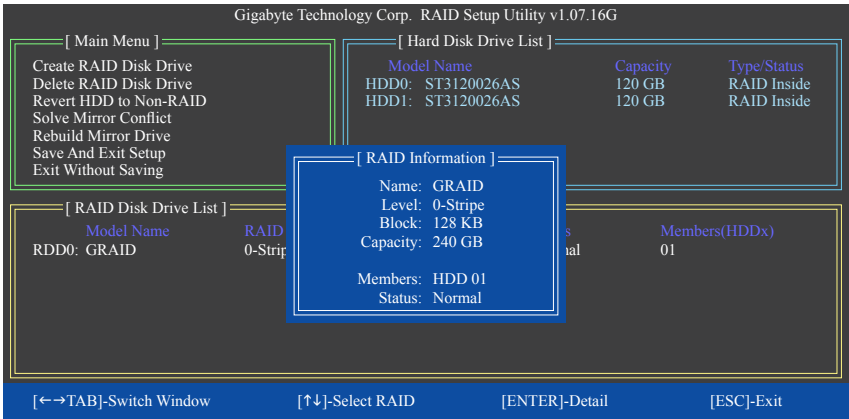 Gigabyte Technology Corp. RAID Setup Utility v1.07.16G
[ Main Menu ]
Create RAID Disk Drive
Delete RAID Disk Drive
Revert HDD to Non-RAID
Solve Mirror Conflict
Rebuild Mirror Drive
Save And Exit Setup
Exit Without Saving
[ Hard Disk Drive List ]
Model Name Capacity Type/Status
HDD0: ST3120026AS 120 GB RAID Inside
HDD1: ST3120026AS 120 GB RAID Inside
[ RAID Information ]
Name: GRAID
Level: 0-Stripe
Block: 128 KB
Capacity: 240 GB
Members: HDD 01
Status: Normal
[ RAID Disk Drive List ]
Model Name RAID Members(HDDx)
RDD0: GRAID 0-Strip 01
[←→TAB]-Switch Window [↑↓]-Select RAID [ENTER]-Detail [ESC]-Exit